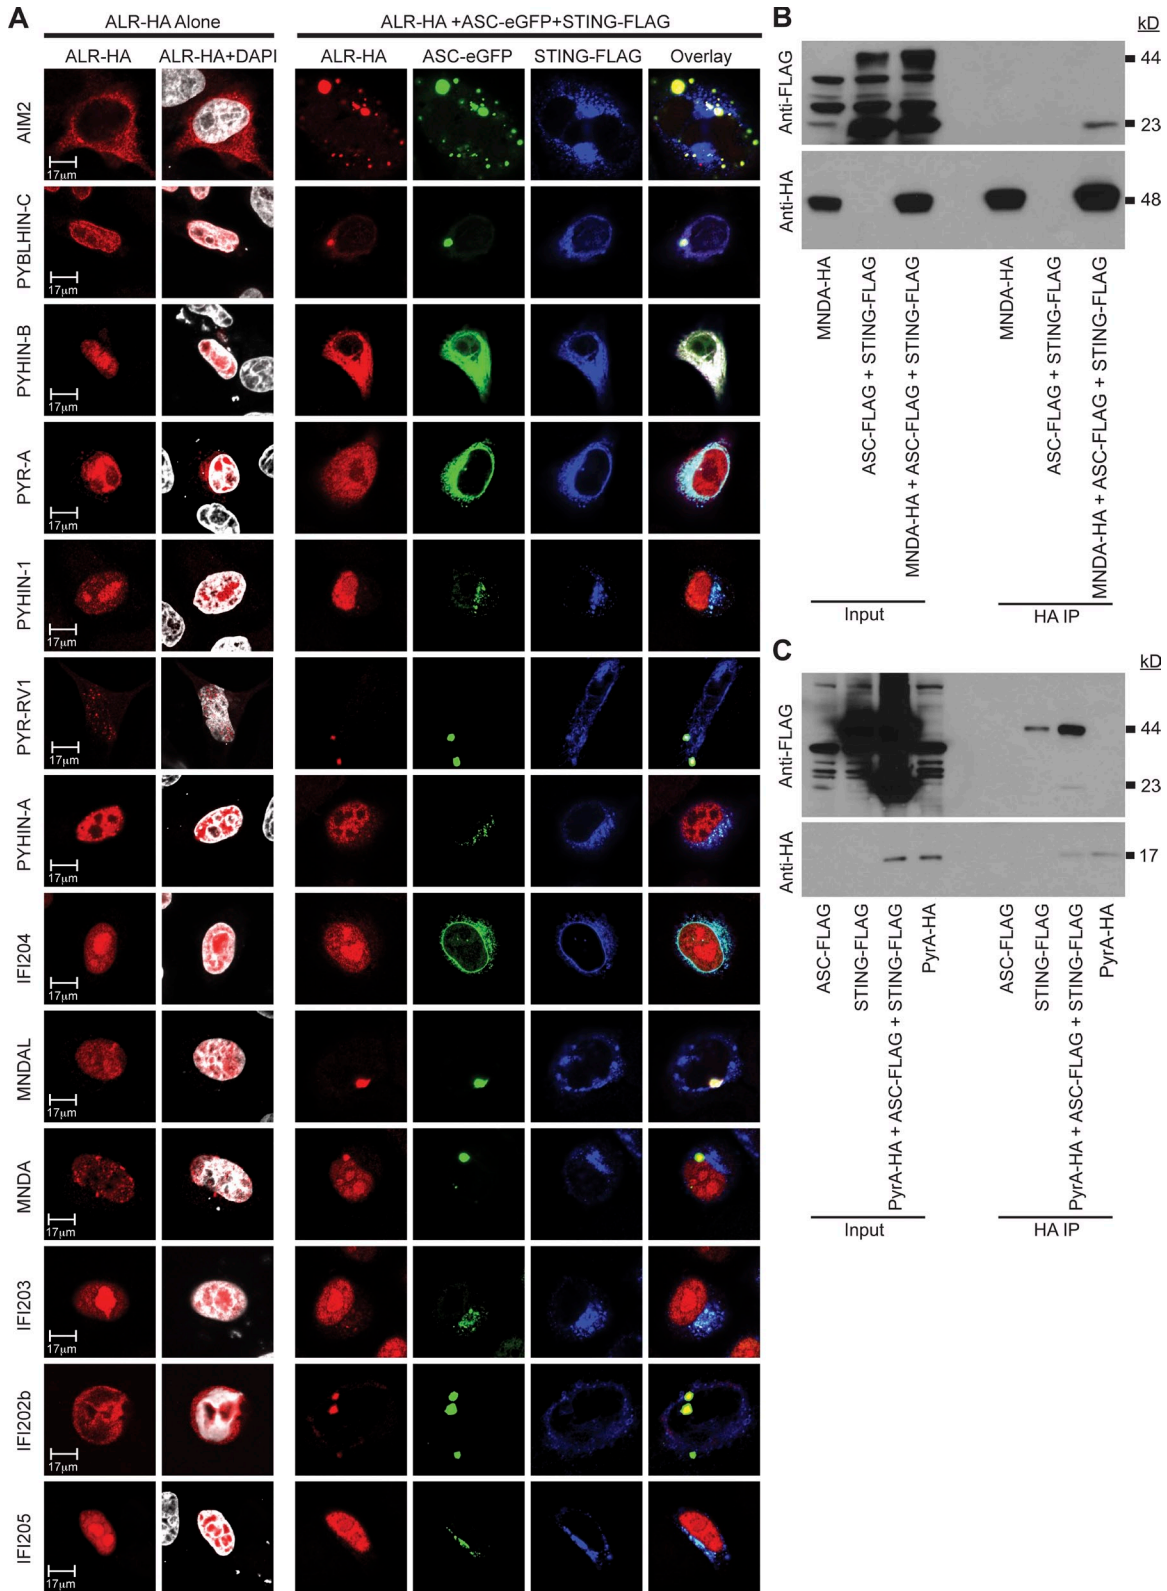 A
ALR-HA Alone
ALR-HA +ASC-eGFP+STING-FLAG
ALR-HA
ALR-HA+DAPI
ALR-HA
ASC-eGFP
STING-FLAG
Overlay
AIM2
17µm
PYBLHIN-C
17µm
PYHIN-B
17µm
PYR-A
17µm
PYHIN-1
17µm
PYR-RV1
17µm
PYHIN-A
17µm
IFI204
17µm
MNDAL
17µm
MNDA
17µm
IFI203
17µm
IFI202b
17µm
IFI205
17µm
B
kD
Anti-FLAG
44
23
Anti-HA
48
MNDA-HA
ASC-FLAG + STING-FLAG
MNDA-HA + ASC-FLAG + STING-FLAG
MNDA-HA
ASC-FLAG + STING-FLAG
MNDA-HA + ASC-FLAG + STING-FLAG
Input
HA IP
C
kD
Anti-FLAG
44
23
Anti-HA
17
ASC-FLAG
STING-FLAG
PyrA-HA + ASC-FLAG + STING-FLAG
PyrA-HA
ASC-FLAG
STING-FLAG
PyrA-HA + ASC-FLAG + STING-FLAG
PyrA-HA
Input
HA IP